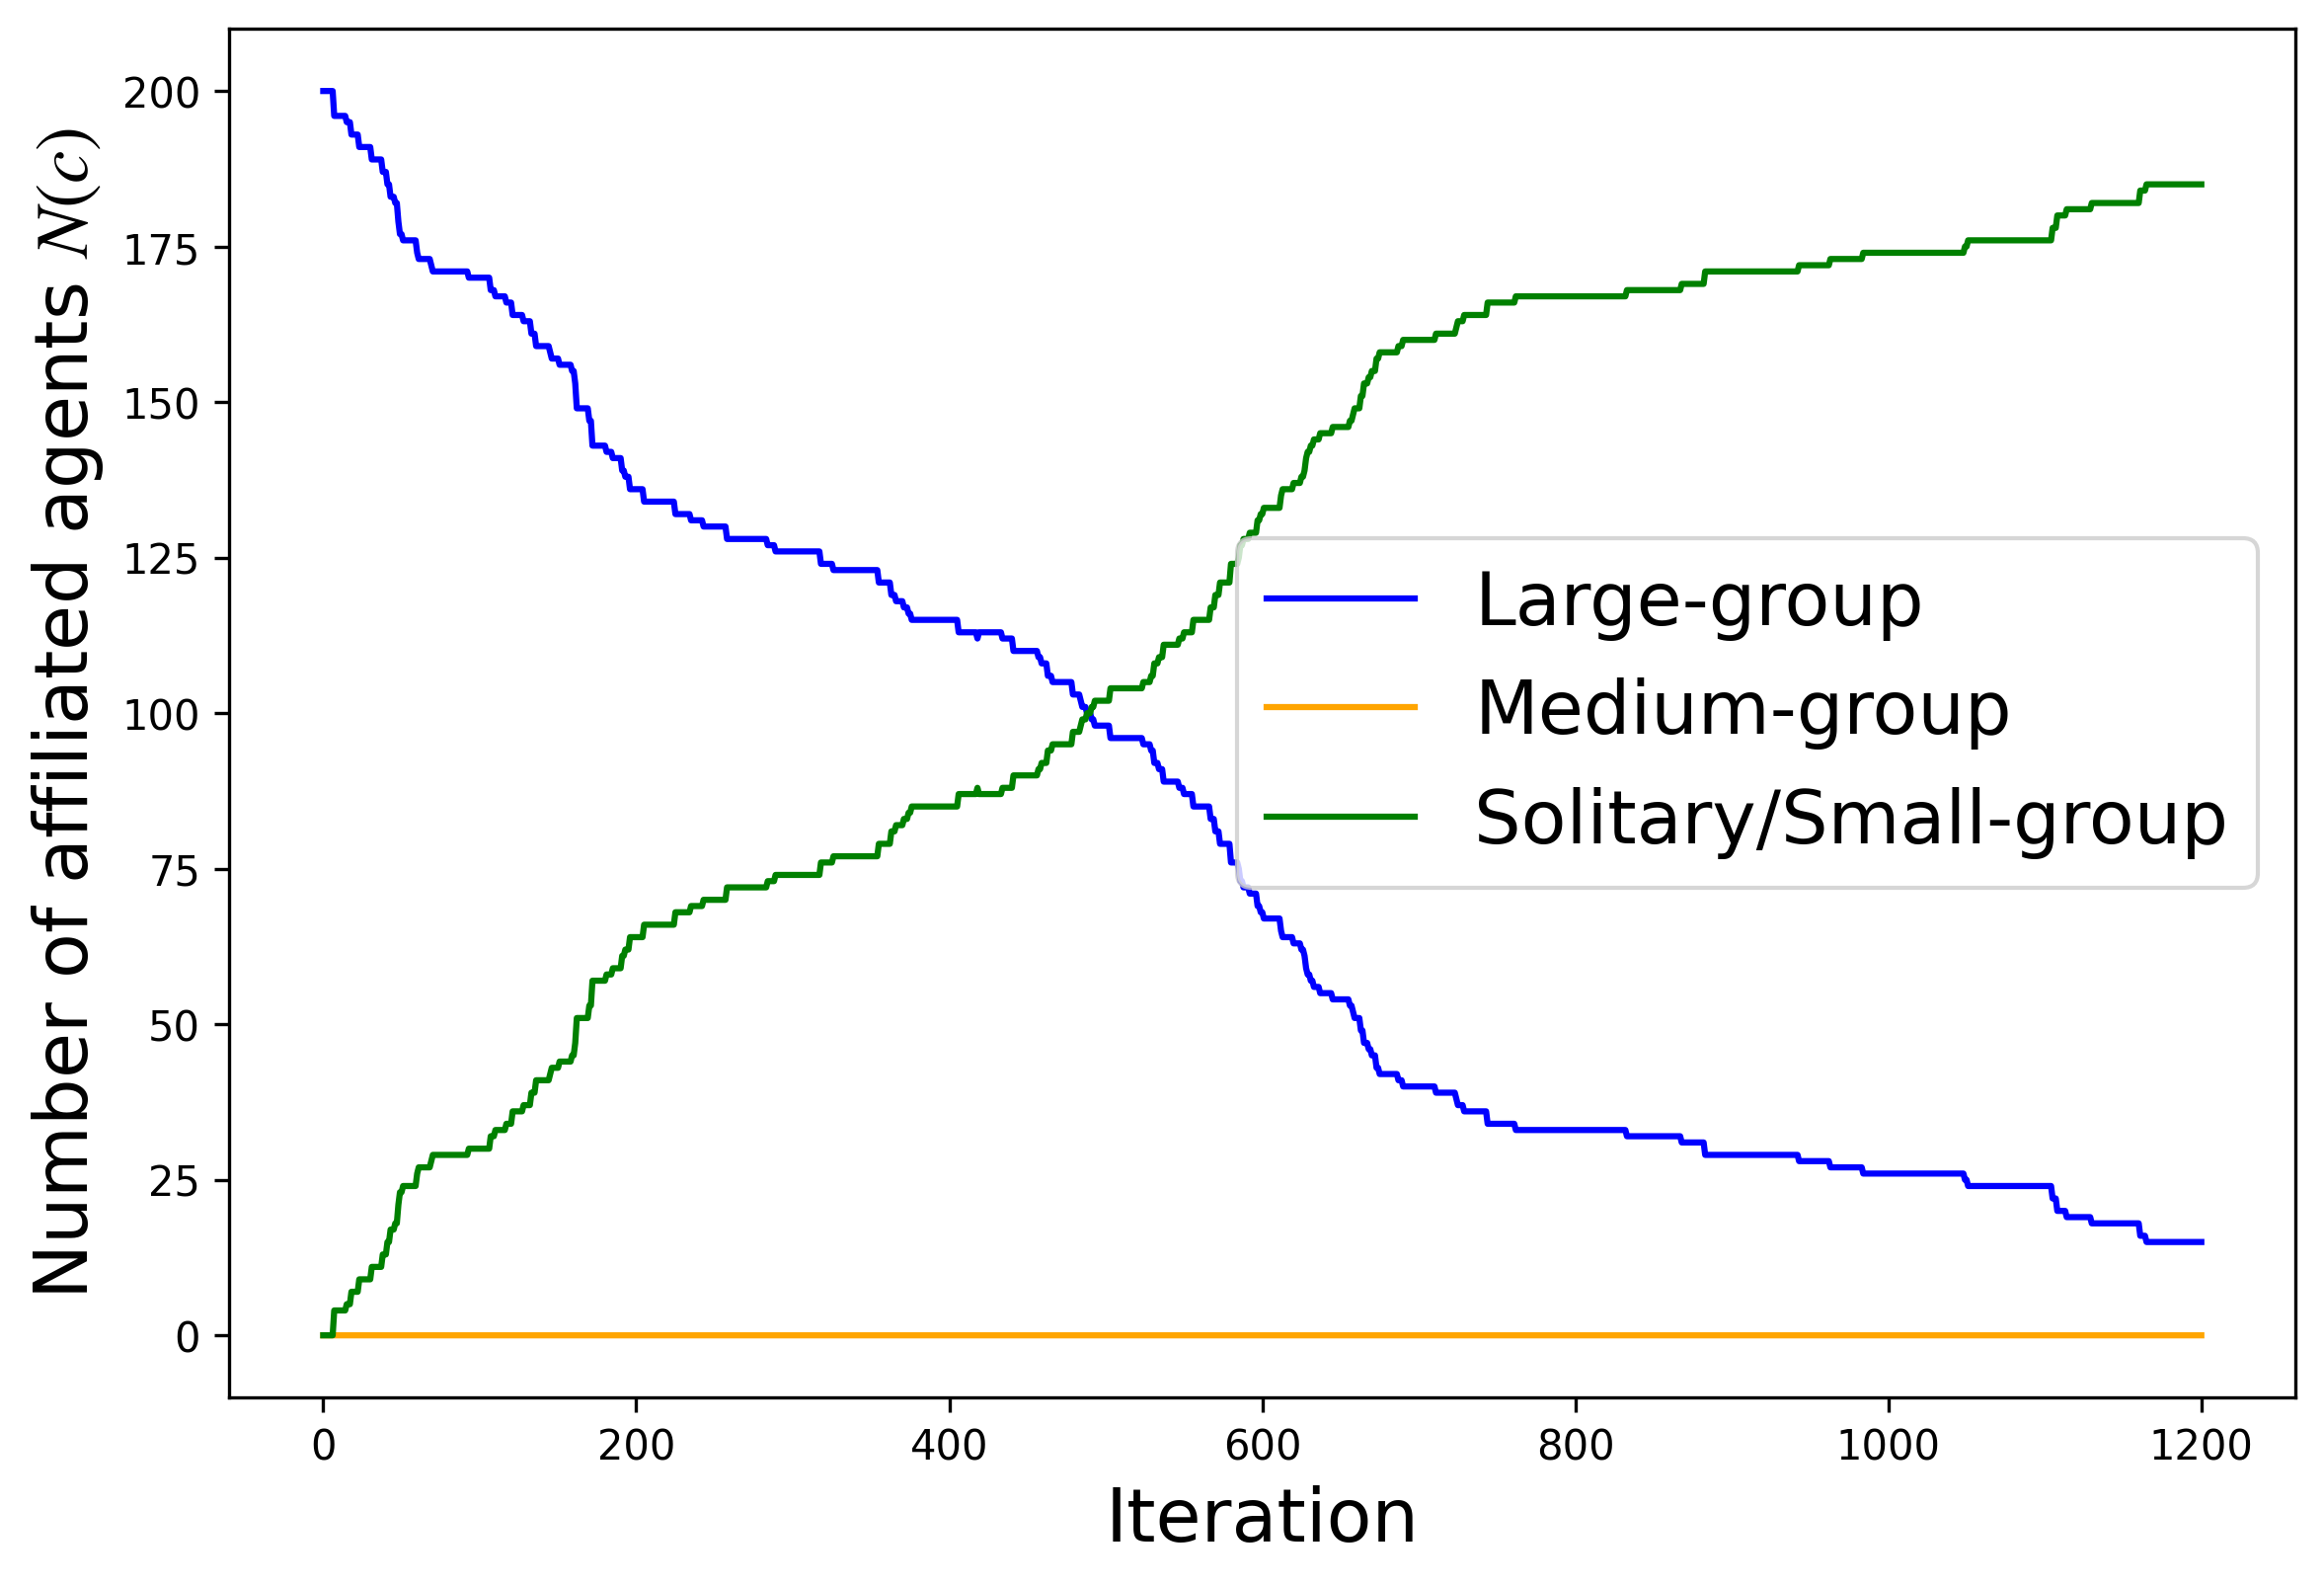 Number of affiliated agents N(c)
200
175
150
125
100
75
50
25
0
Large-group
Medium-group
Solitary/Small-group
0 200 400 600 800 1000 1200
Iteration